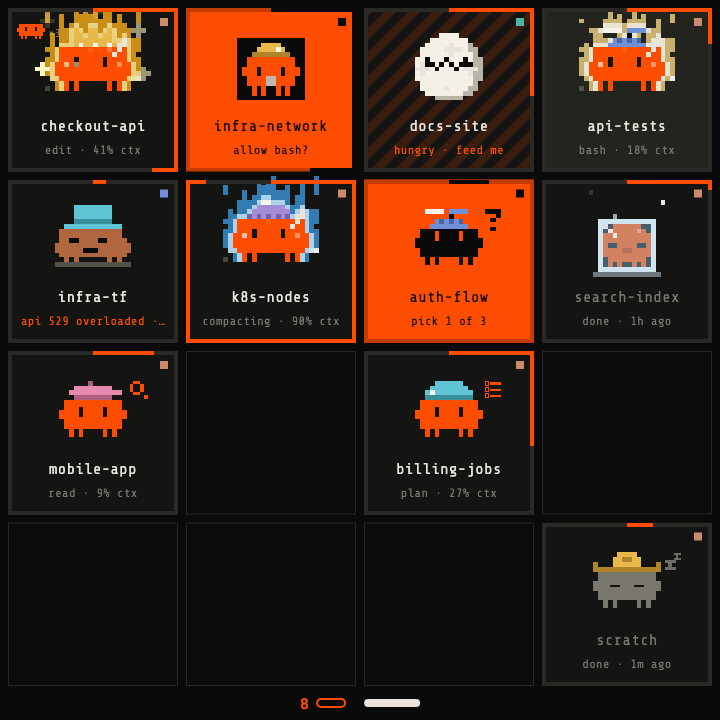 checkout-api
edit · 41% ctx
infra-network
allow bash?
docs-site
hungry · feed me
api-tests
bash · 18% ctx
infra-tf
api 529 overloaded ·…
k8s-nodes
compacting · 90% ctx
auth-flow
pick 1 of 3
search-index
done · 1h ago
mobile-app
read · 9% ctx
billing-jobs
plan · 27% ctx
scratch
done · 1m ago
8